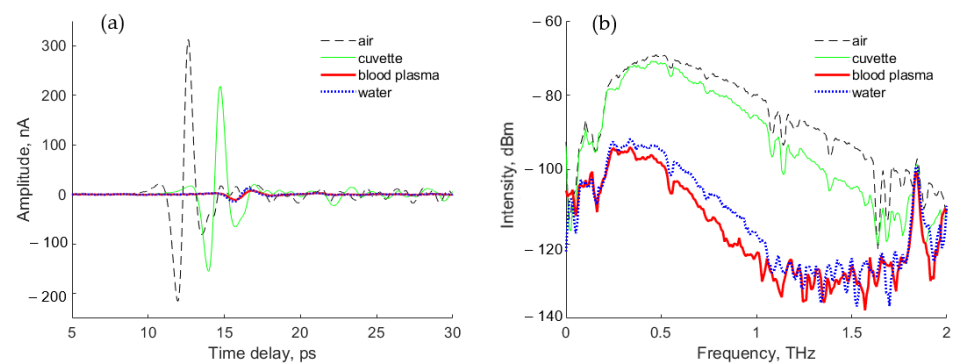 (a)
air
cuvette
blood plasma
water
300
200
100
0
− 100
− 200
5
10
15
20
25
30
Amplitude, nA
Time delay, ps
(b)
air
cuvette
blood plasma
water
− 60
− 80
− 100
− 120
− 140
0
0.5
1
1.5
2
Intensity, dBm
Frequency, THz